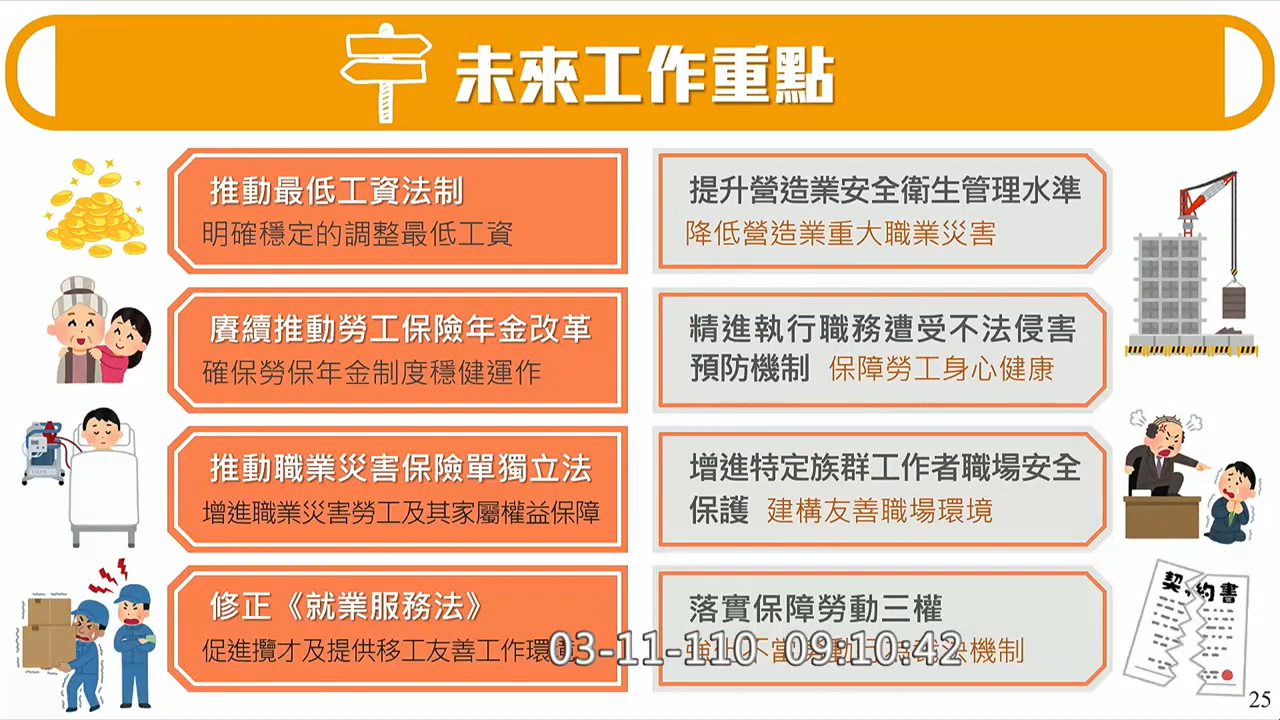 未來工作重點
推動最低工資法制
明確穩定的調整最低工資
賡續推動勞工保險年金改革
確保勞保年金制度穩健運作
推動職業災害保險單獨立法
增進職業災害勞工及其家屬權益保障
修正《就業服務法》
促進攬才及提供移工友善工作環
提升營造業安全衛生管理水準
降低營造業重大職業災害
精進執行職務遭受不法侵害
預防機制 保障勞工身心健康
增進特定族群工作者職場安全
保護 建構友善職場環境
落實保障勞動三權
不當 機制
03-11-110 09:10:42
契約書
25